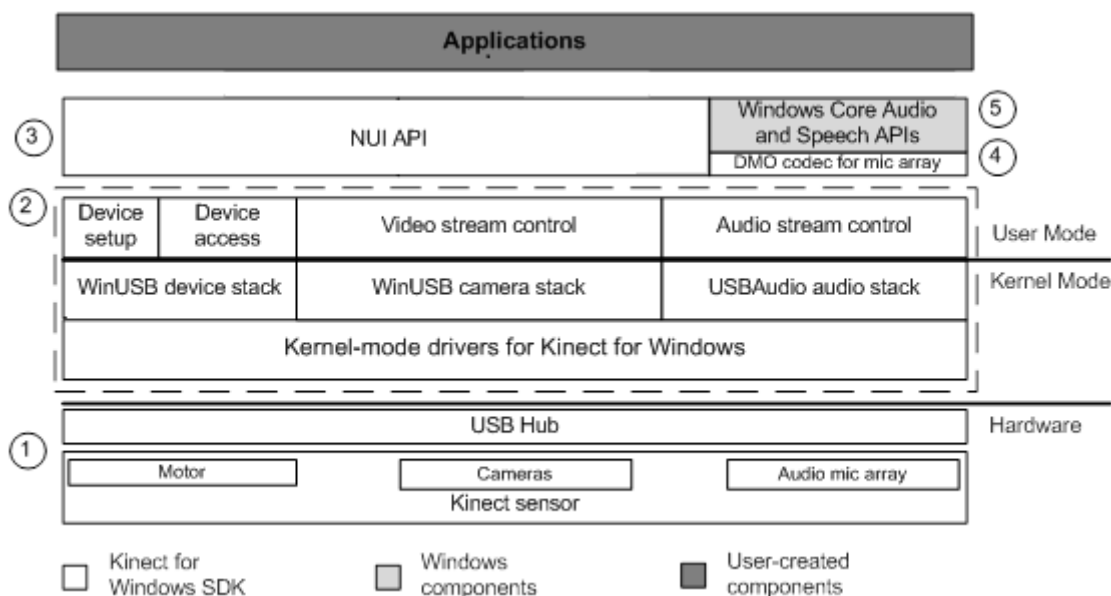 Applications
Windows Core Audio
and Speech APIs
5
3
NUI API
DMO codec for mic array
4
2
Device
setup
Device
access
Video stream control
Audio stream control
User Mode
WinUSB device stack
WinUSB camera stack
USBAudio audio stack
Kernel Mode
Kernel-mode drivers for Kinect for Windows
USB Hub
Hardware
1
Motor
Cameras
Audio mic array
Kinect sensor
Kinect for
Windows SDK
Windows
components
User-created
components